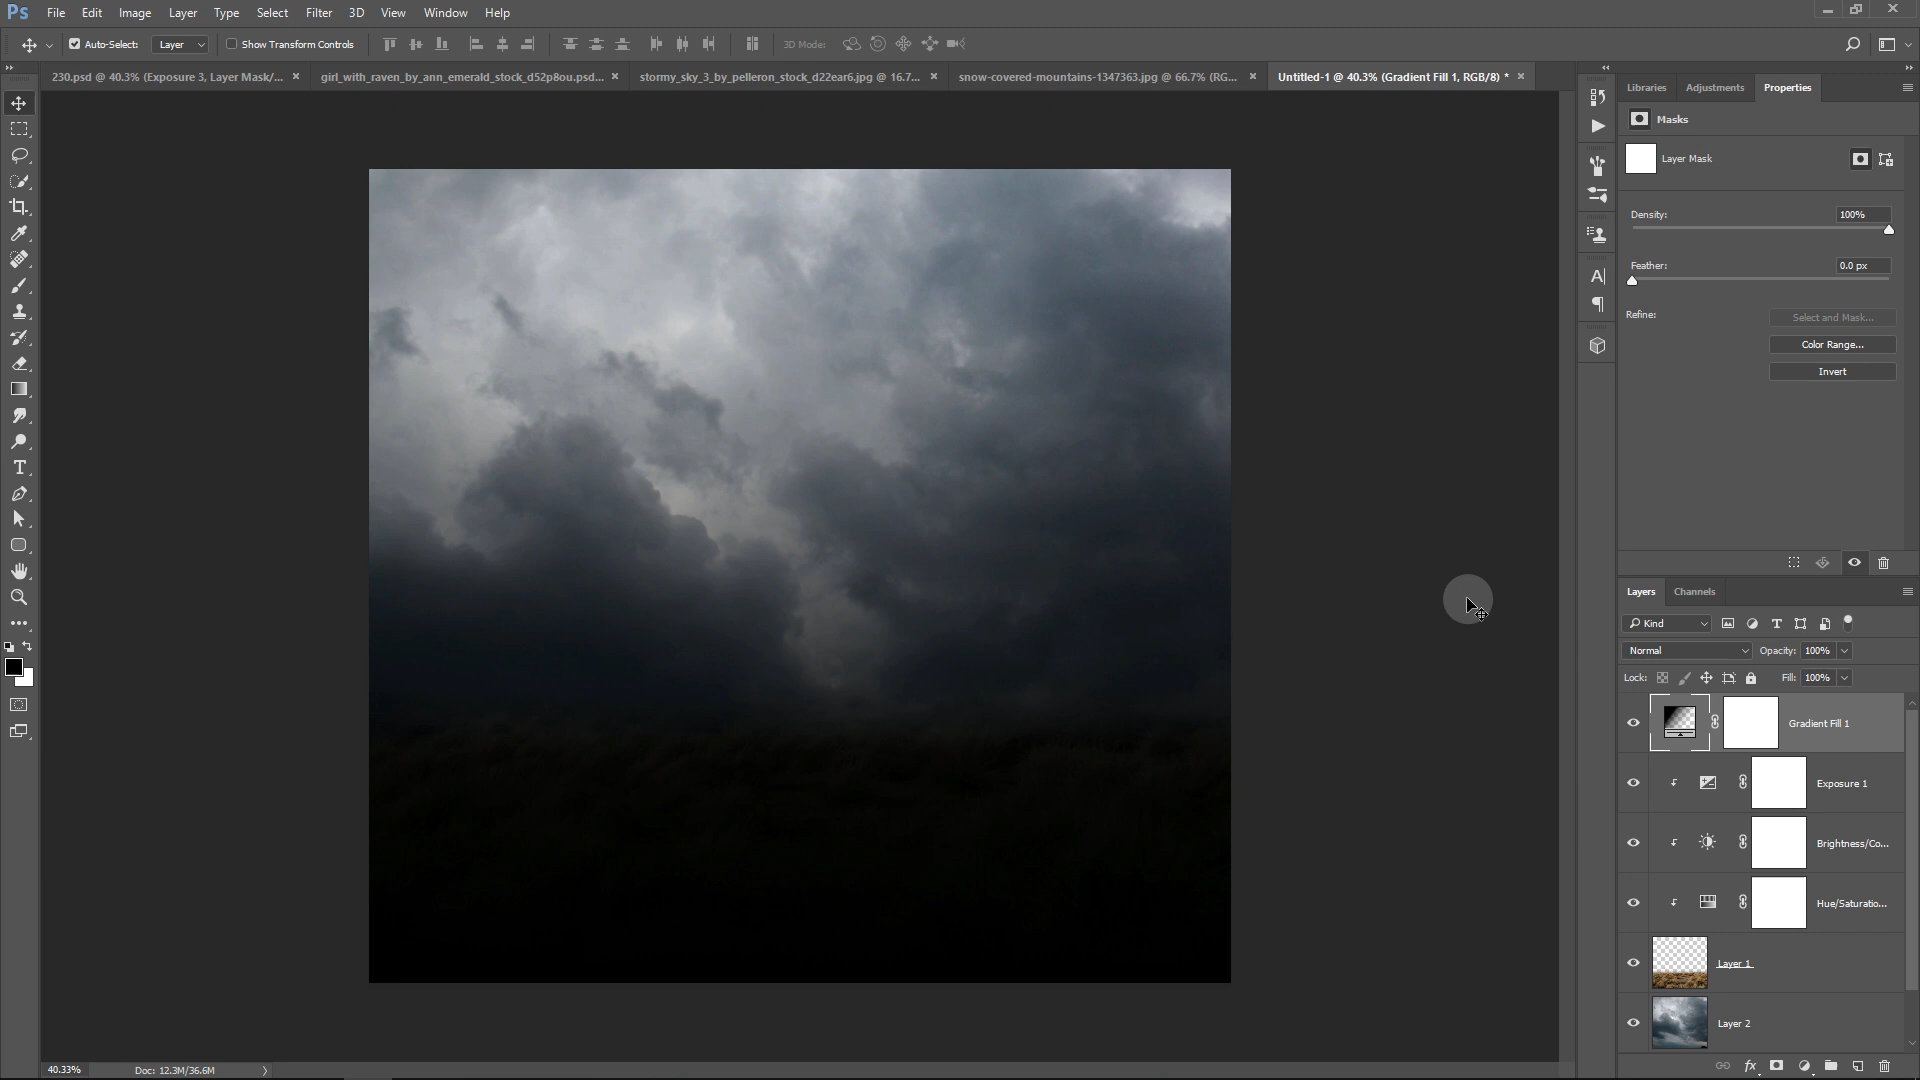 Ps File Edit Image Layer Type Select Filter 3D View Window Help
Auto-Select: Layer Show Transform Controls 3D Mode:
230.psd @ 40.3% (Exposure 3, Layer Mask/... × girl_with_raven_by_ann_emerald_stock_d52p8ou.psd... × stormy_sky_3_by_pelleron_stock_d22ear6.jpg @ 16.7... × snow-covered-mountains-1347363.jpg @ 66.7% (RG... × Untitled-1 @ 40.3% (Gradient Fill 1, RGB/8) * ×
Libraries Adjustments Properties
Masks
Layer Mask
Density: 100%
Feather: 0.0 px
Refine: Select and Mask...
Color Range...
Invert
Layers Channels
Kind
Normal Opacity: 100%
Lock: Fill: 100%
Gradient Fill 1
Exposure 1
Brightness/Co...
Hue/Saturatio...
Layer 1
Layer 2
40.33% Doc: 12.3M/36.6M